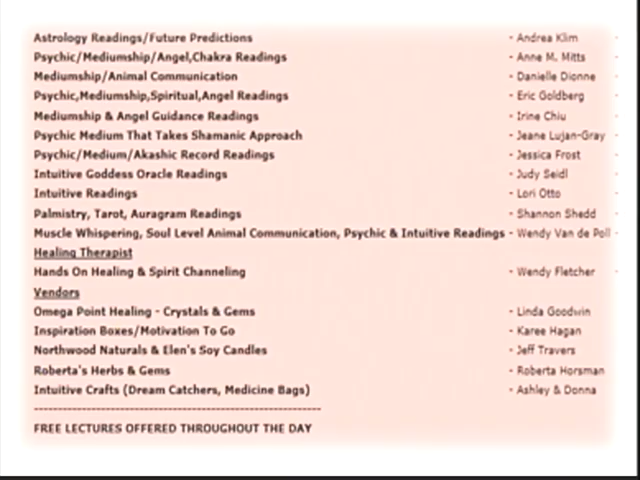 Astrology Readings/Future Predictions - Andrea Klim -
Psychic/Mediumship/Angel,Chakra Readings - Anne M. Mitts -
Mediumship/Animal Communication - Danielle Dionne -
Psychic,Mediumship,Spiritual,Angel Readings - Eric Goldberg -
Mediumship & Angel Guidance Readings - Irine Chiu -
Psychic Medium That Takes Shamanic Approach - Jeane Lujan-Gray -
Psychic/Medium/Akashic Record Readings - Jessica Frost -
Intuitive Goddess Oracle Readings - Judy Seidl -
Intuitive Readings - Lori Otto -
Palmistry, Tarot, Auragram Readings - Shannon Shedd -
Muscle Whispering, Soul Level Animal Communication, Psychic & Intuitive Readings - Wendy Van de Poll -
Healing Therapist
Hands On Healing & Spirit Channeling - Wendy Fletcher -
Vendors
Omega Point Healing - Crystals & Gems - Linda Goodwin
Inspiration Boxes/Motivation To Go - Karee Hagan
Northwood Naturals & Elen's Soy Candles - Jeff Travers
Roberta's Herbs & Gems - Roberta Horsman
Intuitive Crafts (Dream Catchers, Medicine Bags) - Ashley & Donna
------------------------------------------------------------
FREE LECTURES OFFERED THROUGHOUT THE DAY